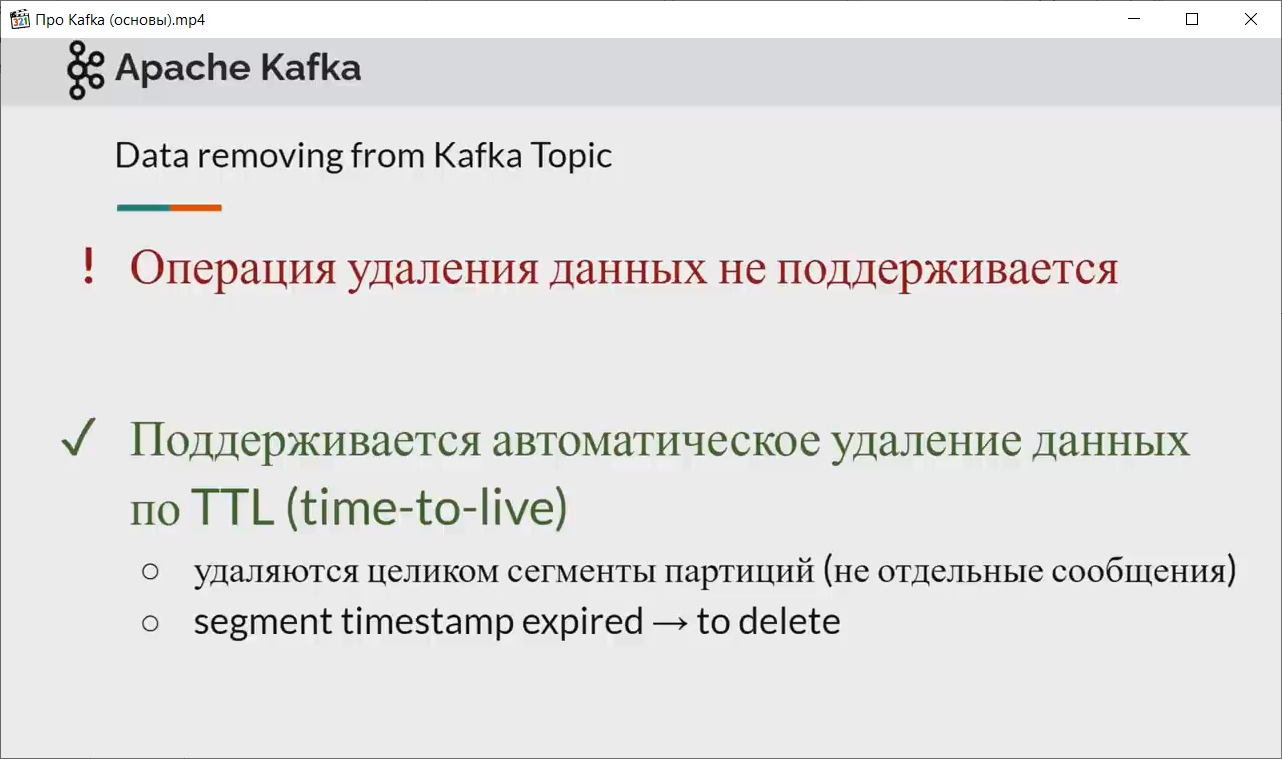 Про Kafka (основы).mp4
Apache Kafka
Data removing from Kafka Topic
! Операция удаления данных не поддерживается
✓ Поддерживается автоматическое удаление данных
по TTL (time-to-live)
○ удаляются целиком сегменты партиций (не отдельные сообщения)
○ segment timestamp expired → to delete